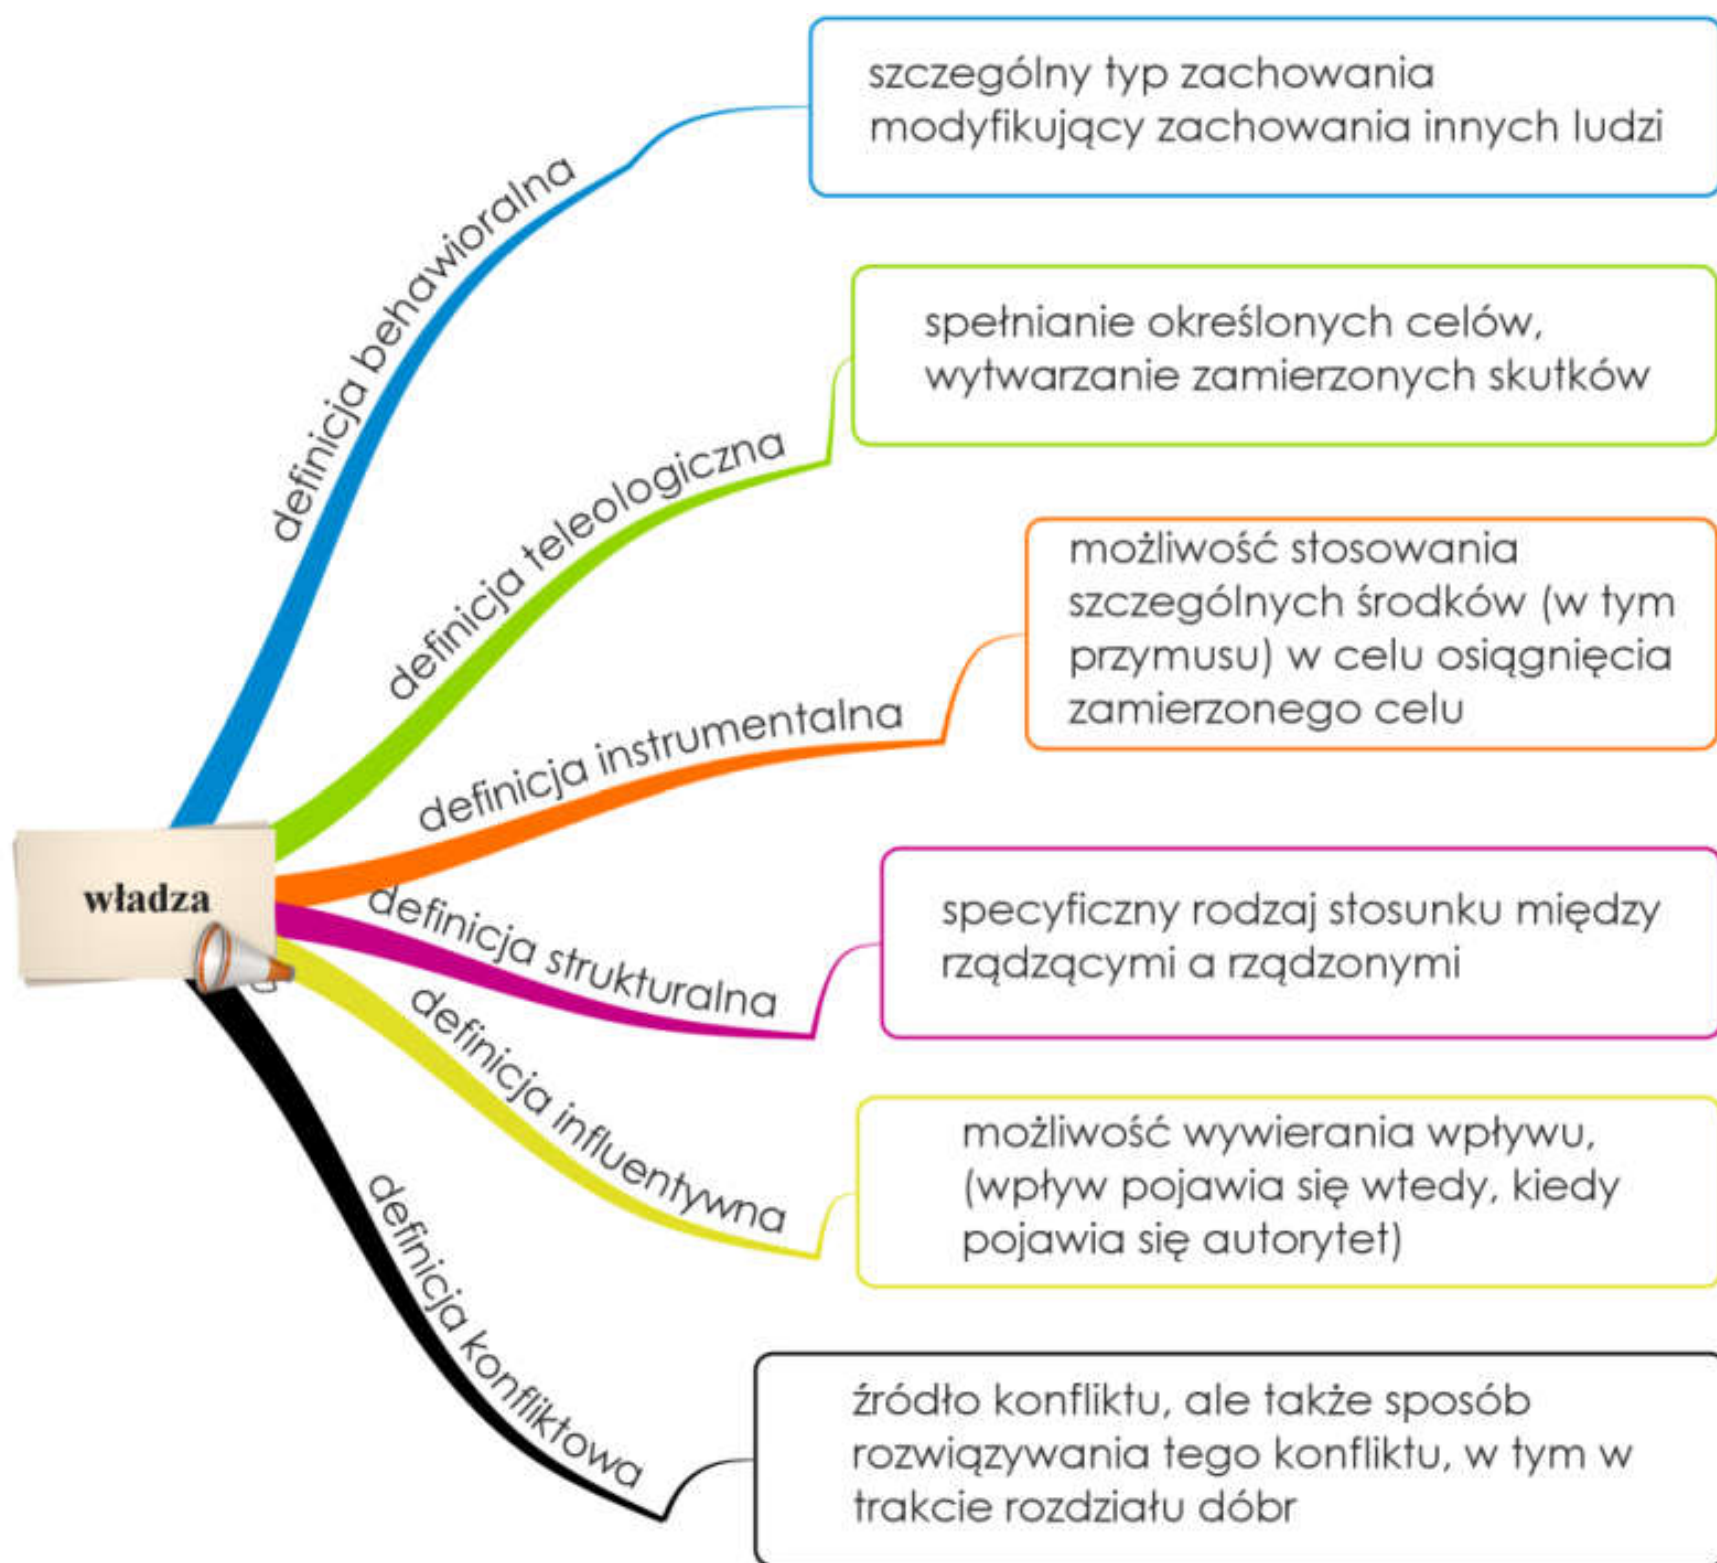 władza
definicja behawioralna
szczególny typ zachowania
modyfikujący zachowania innych ludzi
definicja teleologiczna
spełnianie określonych celów,
wytwarzanie zamierzonych skutków
definicja instrumentalna
możliwość stosowania
szczególnych środków (w tym
przymusu) w celu osiągnięcia
zamierzonego celu
definicja strukturalna
specyficzny rodzaj stosunku między
rządzącymi a rządzonymi
definicja influentywna
możliwość wywierania wpływu,
(wpływ pojawia się wtedy, kiedy
pojawia się autorytet)
definicja konfliktowa
źródło konfliktu, ale także sposób
rozwiązywania tego konfliktu, w tym w
trakcie rozdziału dóbr